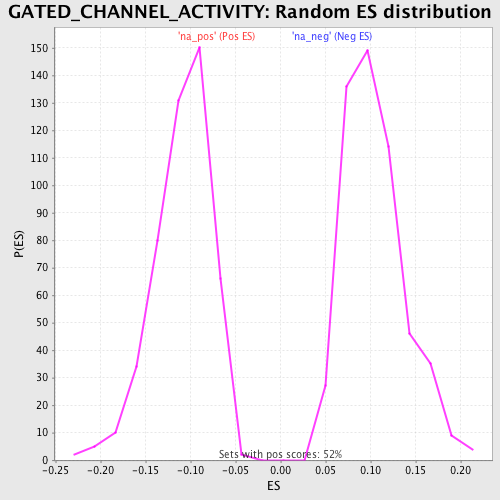 GATED_CHANNEL_ACTIVITY: Random ES distribution
'na_pos' (Pos ES) 'na_neg' (Neg ES)
150
140
130
120
110
100
90
80
70
60
50
40
30
20
10
0
P(ES)
Sets with pos scores: 52%
-0.25 -0.20 -0.15 -0.10 -0.05 0.00 0.05 0.10 0.15 0.20
ES